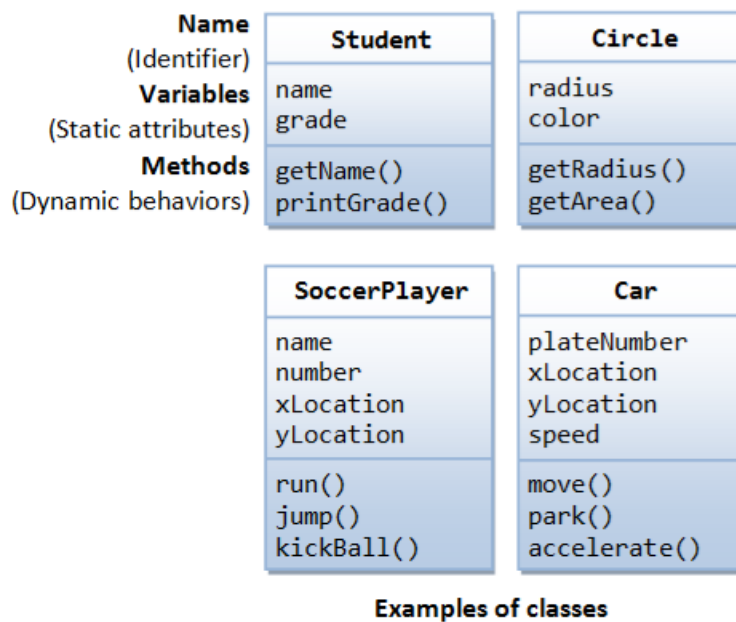 Name
(Identifier)
Variables
(Static attributes)
Methods
(Dynamic behaviors)
Student
name
grade
getName()
printGrade()
Circle
radius
color
getRadius()
getArea()
SoccerPlayer
name
number
xLocation
yLocation
run()
jump()
kickBall()
Car
plateNumber
xLocation
yLocation
speed
move()
park()
accelerate()
Examples of classes